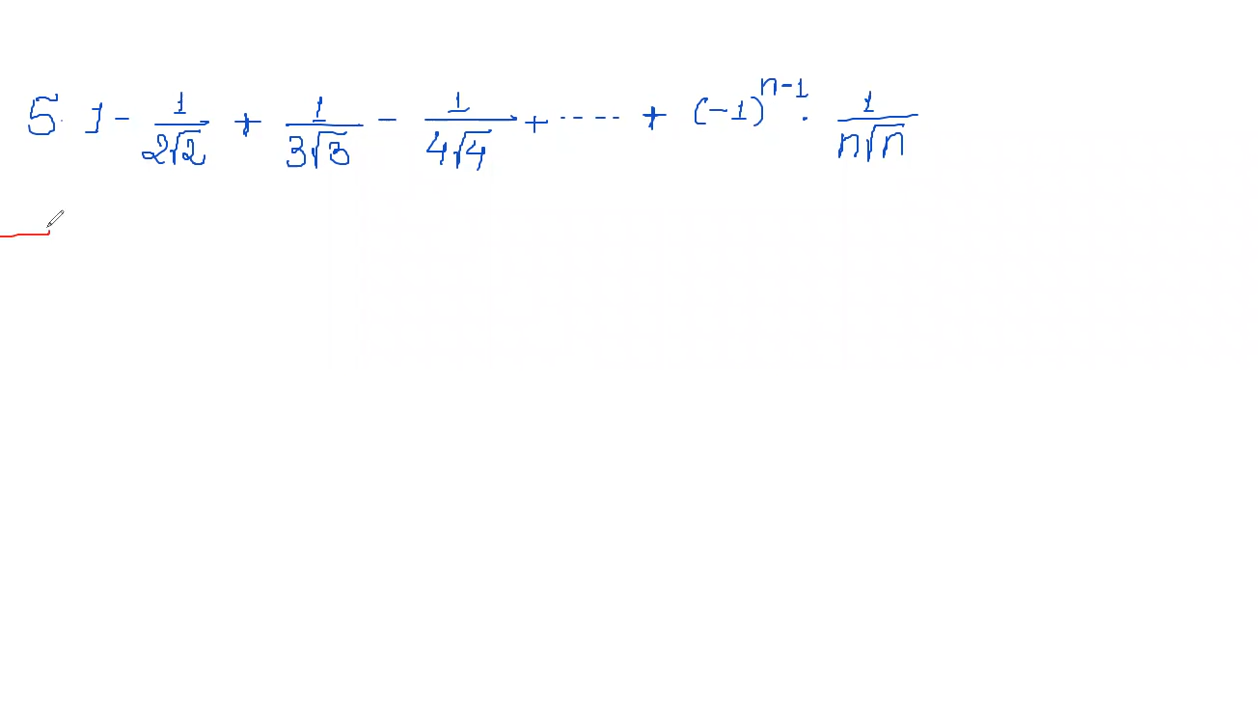 5. 1 - 1/(2√2) + 1/(3√3) - 1/(4√4) + ---- + (-1)^(n-1) · 1/(n√n)